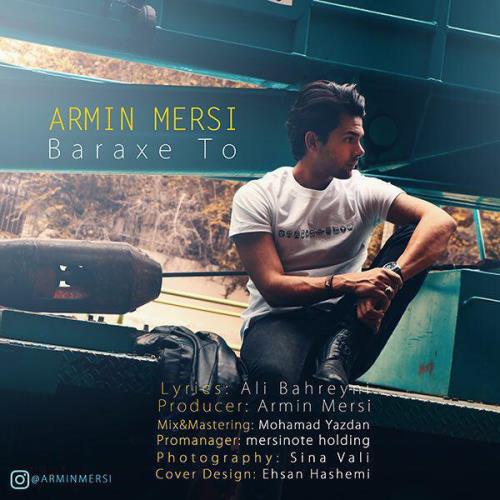 ARMIN MERSI
Baraxe To
Lyrics: Ali Bahreyni
Producer: Armin Mersi
Mix&Mastering: Mohamad Yazdan
Promanager: mersinote holding
Photography: Sina Vali
Cover Design: Ehsan Hashemi
@ARMINMERSI